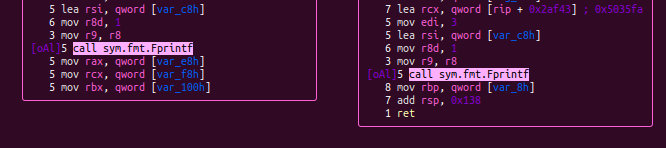 5 lea rsi, qword [var_c8h]
6 mov r8d, 1
3 mov r9, r8
[oAl]5 call sym.fmt.Fprintf
5 mov rax, qword [var_e8h]
5 mov rcx, qword [var_f8h]
5 mov rbx, qword [var_100h]
7 lea rcx, qword [rip + 0x2af43] ; 0x5035fa
5 mov edi, 3
5 lea rsi, qword [var_c8h]
6 mov r8d, 1
3 mov r9, r8
[oAl]5 call sym.fmt.Fprintf
8 mov rbp, qword [var_8h]
7 add rsp, 0x138
1 ret